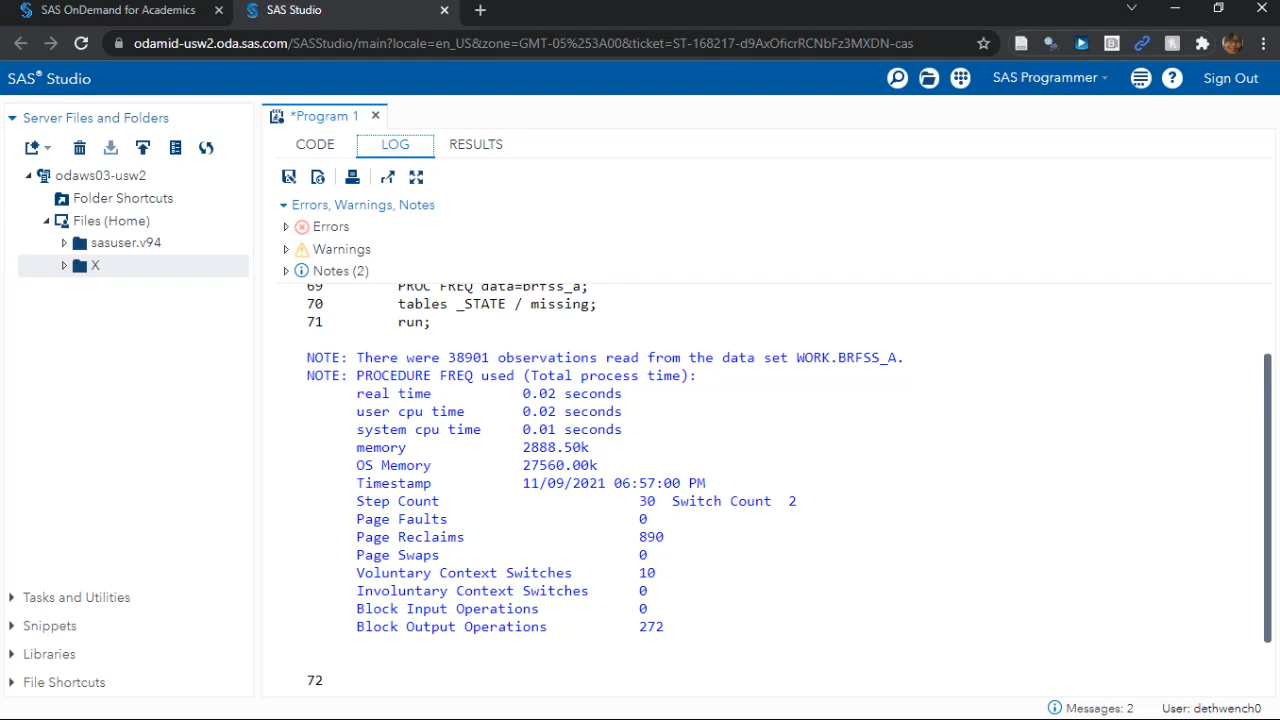 SAS OnDemand for Academics
SAS Studio
odamid-usw2.oda.sas.com/SASStudio/main?locale=en_US&zone=GMT-05%253A00&ticket=ST-168217-d9AxOficrRCNbFz3MXDN-cas
SAS® Studio
SAS Programmer
Sign Out
Server Files and Folders
odaws03-usw2
Folder Shortcuts
Files (Home)
sasuser.v94
X
Tasks and Utilities
Snippets
Libraries
File Shortcuts
*Program 1
CODE LOG RESULTS
Errors, Warnings, Notes
Errors
Warnings
Notes (2)
69 PROC FREQ data=brfss_a;
70 tables _STATE / missing;
71 run;
NOTE: There were 38901 observations read from the data set WORK.BRFSS_A.
NOTE: PROCEDURE FREQ used (Total process time):
real time 0.02 seconds
user cpu time 0.02 seconds
system cpu time 0.01 seconds
memory 2888.50k
OS Memory 27560.00k
Timestamp 11/09/2021 06:57:00 PM
Step Count 30 Switch Count 2
Page Faults 0
Page Reclaims 890
Page Swaps 0
Voluntary Context Switches 10
Involuntary Context Switches 0
Block Input Operations 0
Block Output Operations 272
72
Messages: 2 User: dethwench0